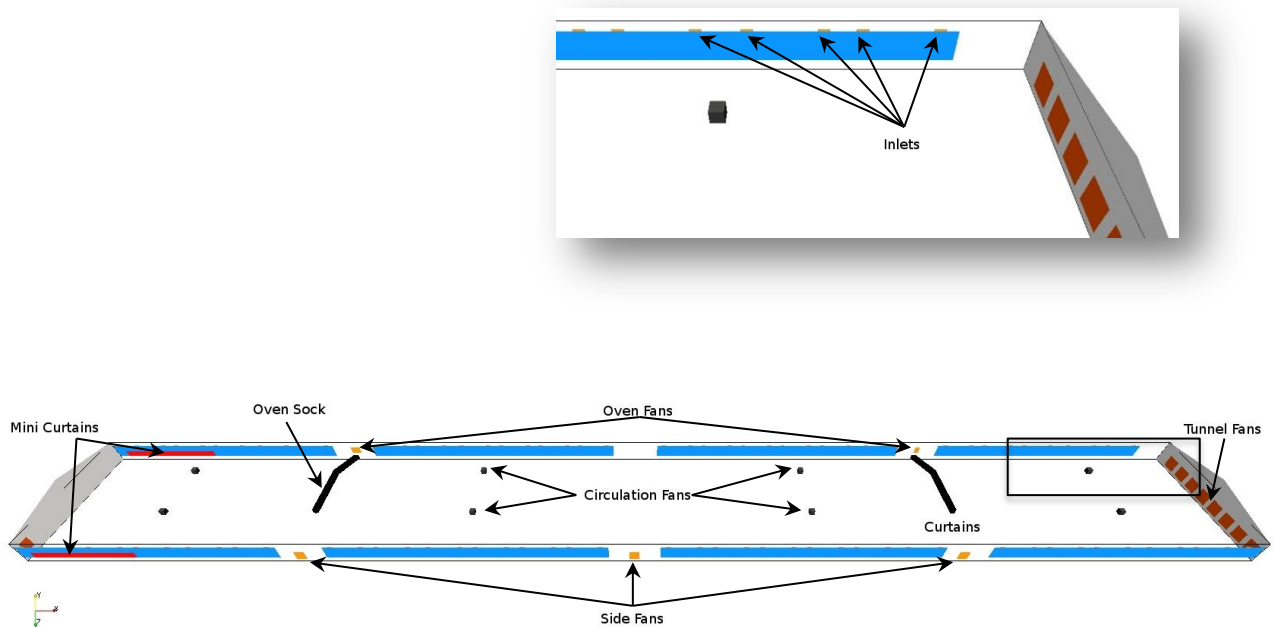 Inlets
Oven Sock
Oven Fans
Mini Curtains
Tunnel Fans
Circulation Fans
Curtains
Side Fans
Y
X
Z